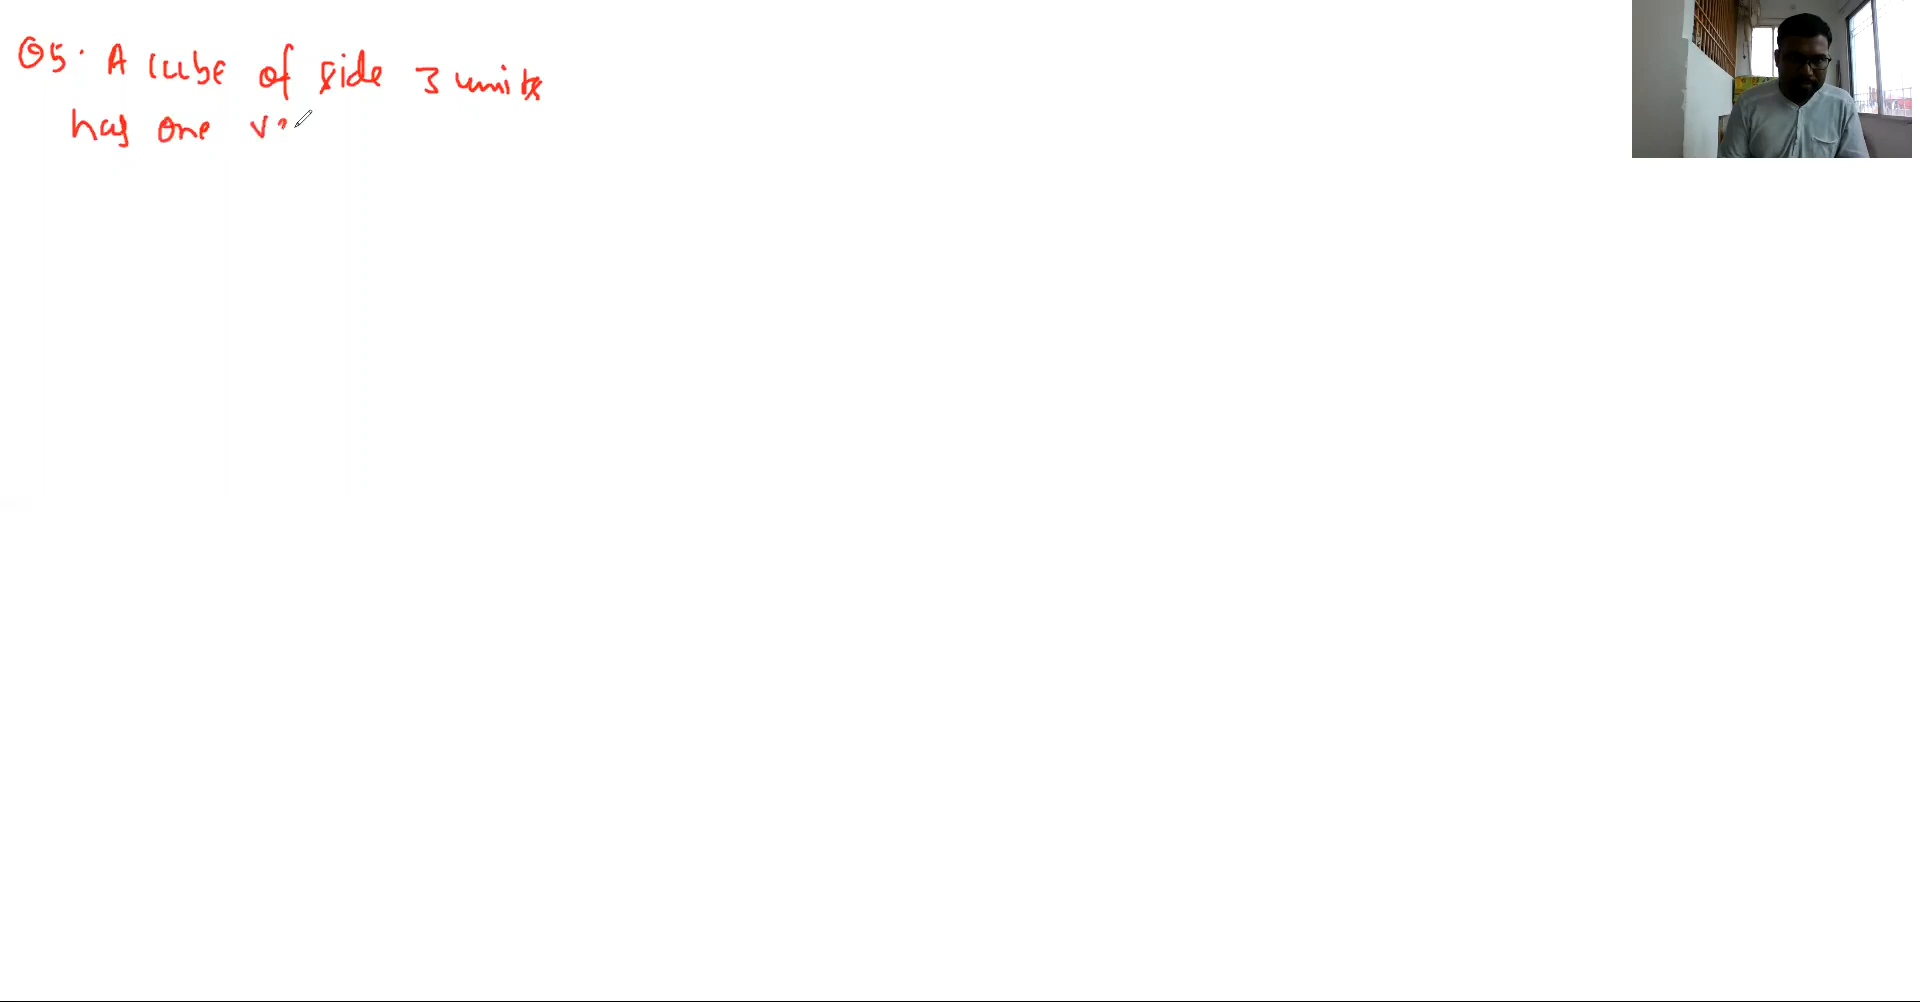 Q5. A cube of side 3 units
has one